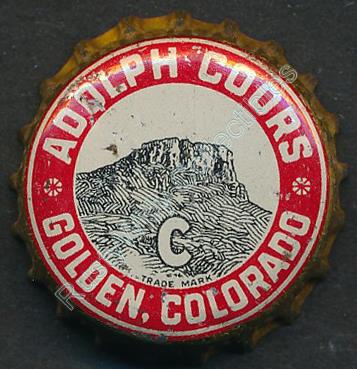 ADOLPH COORS
C
TRADE MARK
GOLDEN, COLORADO